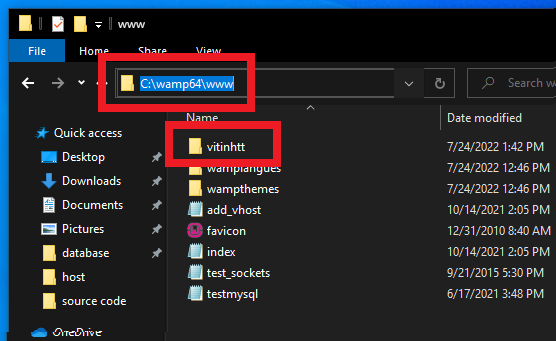 www
File Home Share View
C:\wamp64\www
Search w
Name Date modified
Quick access
Desktop
Downloads
Documents
Pictures
database
host
source code
OneDrive
vitinhtt 7/24/2022 1:42 PM
wamplangues 7/24/2022 12:46 PM
wampthemes 7/24/2022 12:46 PM
add_vhost 10/14/2021 2:05 PM
favicon 12/31/2010 8:40 AM
index 10/14/2021 2:05 PM
test_sockets 9/21/2015 5:30 PM
testmysql 6/17/2021 3:48 PM